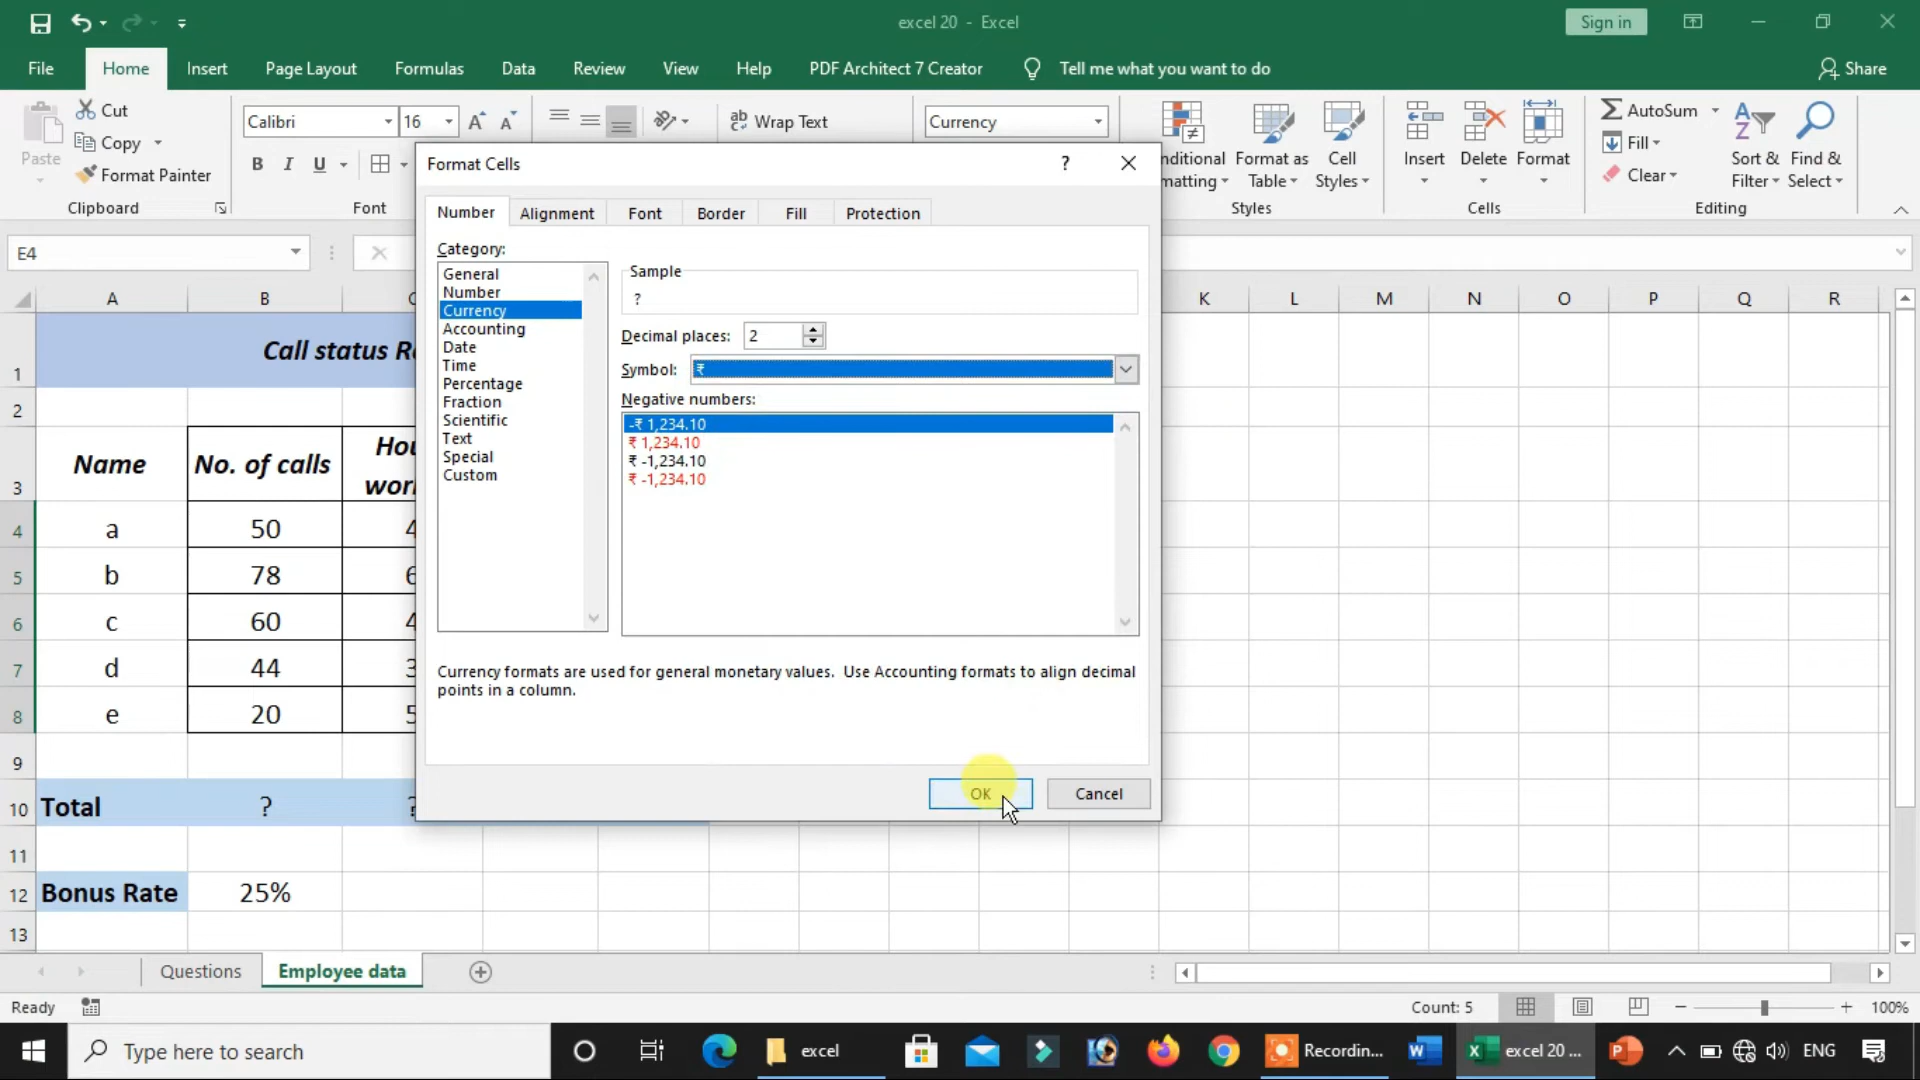 excel 20 - Excel
Sign in
File Home Insert Page Layout Formulas Data Review View Help PDF Architect 7 Creator Tell me what you want to do Share
Paste
Cut
Copy
Format Painter
Clipboard
Calibri 16
B I U
Font
Wrap Text
Currency
nditional
matting
Format as
Table
Cell
Styles
Styles
Insert
Delete
Format
Cells
AutoSum
Fill
Clear
Sort &
Filter
Find &
Select
Editing
E4
Format Cells ?
Number Alignment Font Border Fill Protection
Category:
General
Number
Currency
Accounting
Date
Time
Percentage
Fraction
Scientific
Text
Special
Custom
Sample
?
Decimal places: 2
Symbol: ₹
Negative numbers:
-₹ 1,234.10
₹ 1,234.10
₹ -1,234.10
₹ -1,234.10
Currency formats are used for general monetary values. Use Accounting formats to align decimal
points in a column.
OK Cancel
A B K L M N O P Q R
1 Call status R
2
3 Name No. of calls Hou
wor
4 a 50 4
5 b 78 6
6 c 60 4
7 d 44 3
8 e 20 5
9
10 Total ? ?
11
12 Bonus Rate 25%
13
Questions Employee data
Ready Count: 5 100%
Type here to search excel Recordin... excel 20 ... ENG